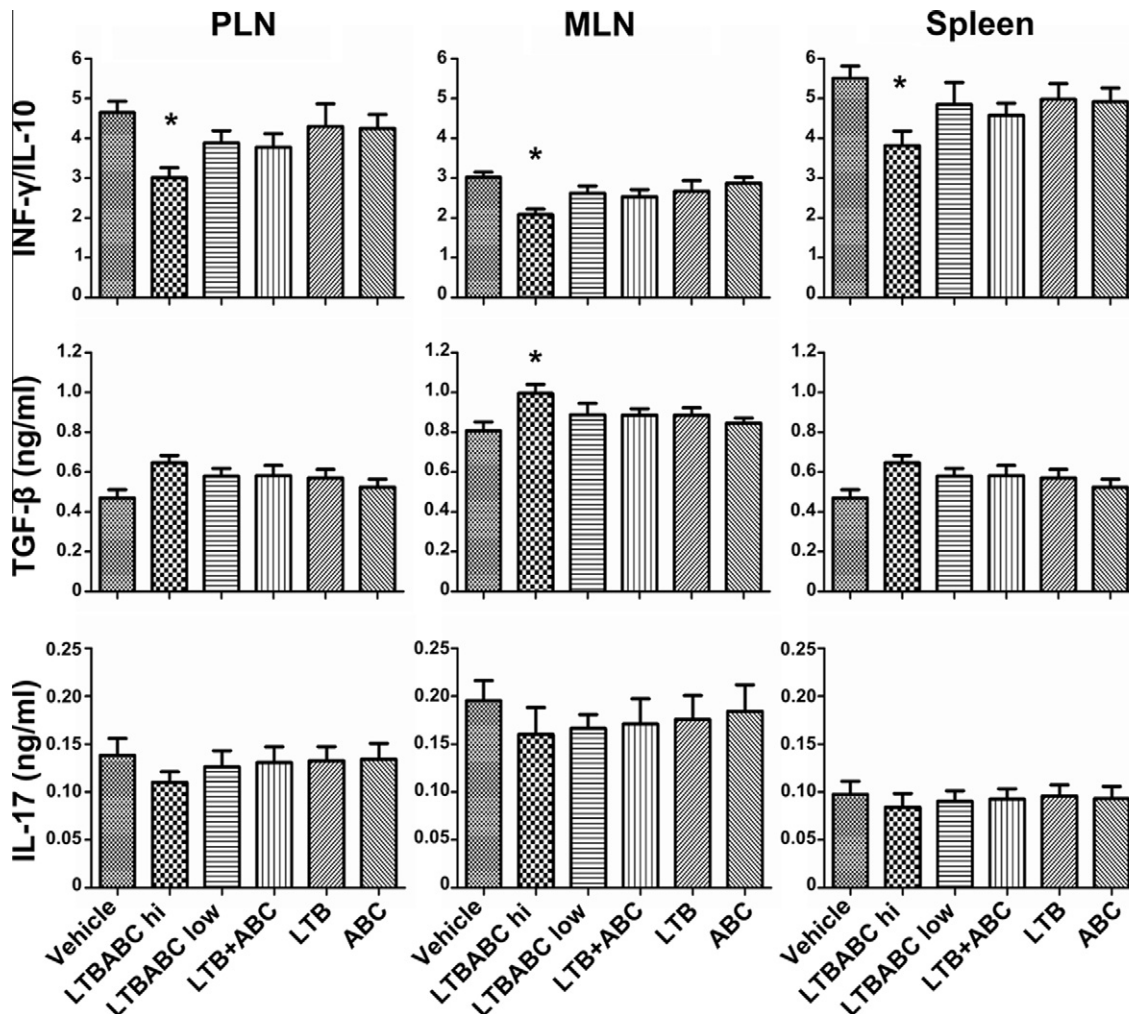 PLN MLN Spleen
INF-γ/IL-10
6 6 6
5 5 5
4 * 4 4 *
3 3 * 3
2 2 2
1 1 1
0 0 0
TGF-β (ng/ml)
1.2 1.2 1.2
1.0 1.0 * 1.0
0.8 0.8 0.8
0.6 0.6 0.6
0.4 0.4 0.4
0.2 0.2 0.2
0 0 0
IL-17 (ng/ml)
0.25 0.25 0.25
0.20 0.20 0.20
0.15 0.15 0.15
0.10 0.10 0.10
0.05 0.05 0.05
0 0 0
Vehicle LTBABC hi LTBABC low LTB+ABC LTB ABC
Vehicle LTBABC hi LTBABC low LTB+ABC LTB ABC
Vehicle LTBABC hi LTBABC low LTB+ABC LTB ABC